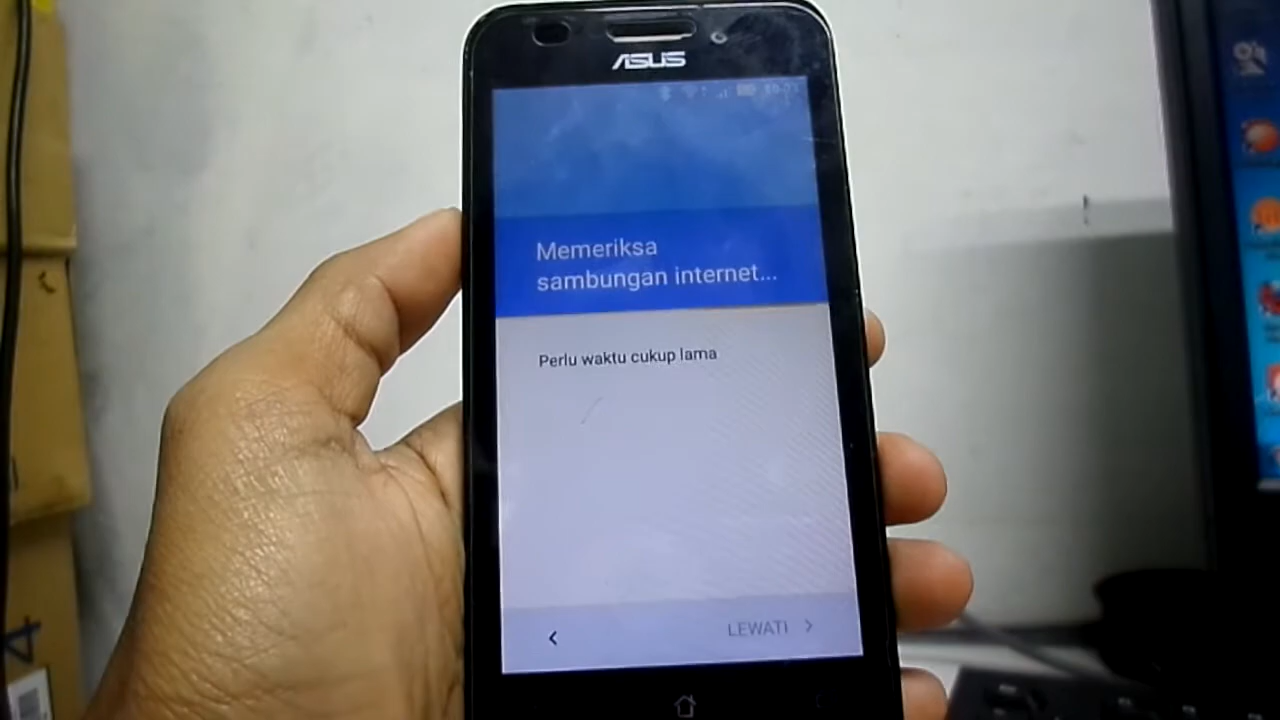 ASUS
Memeriksa
sambungan internet...
Perlu waktu cukup lama
LEWATI